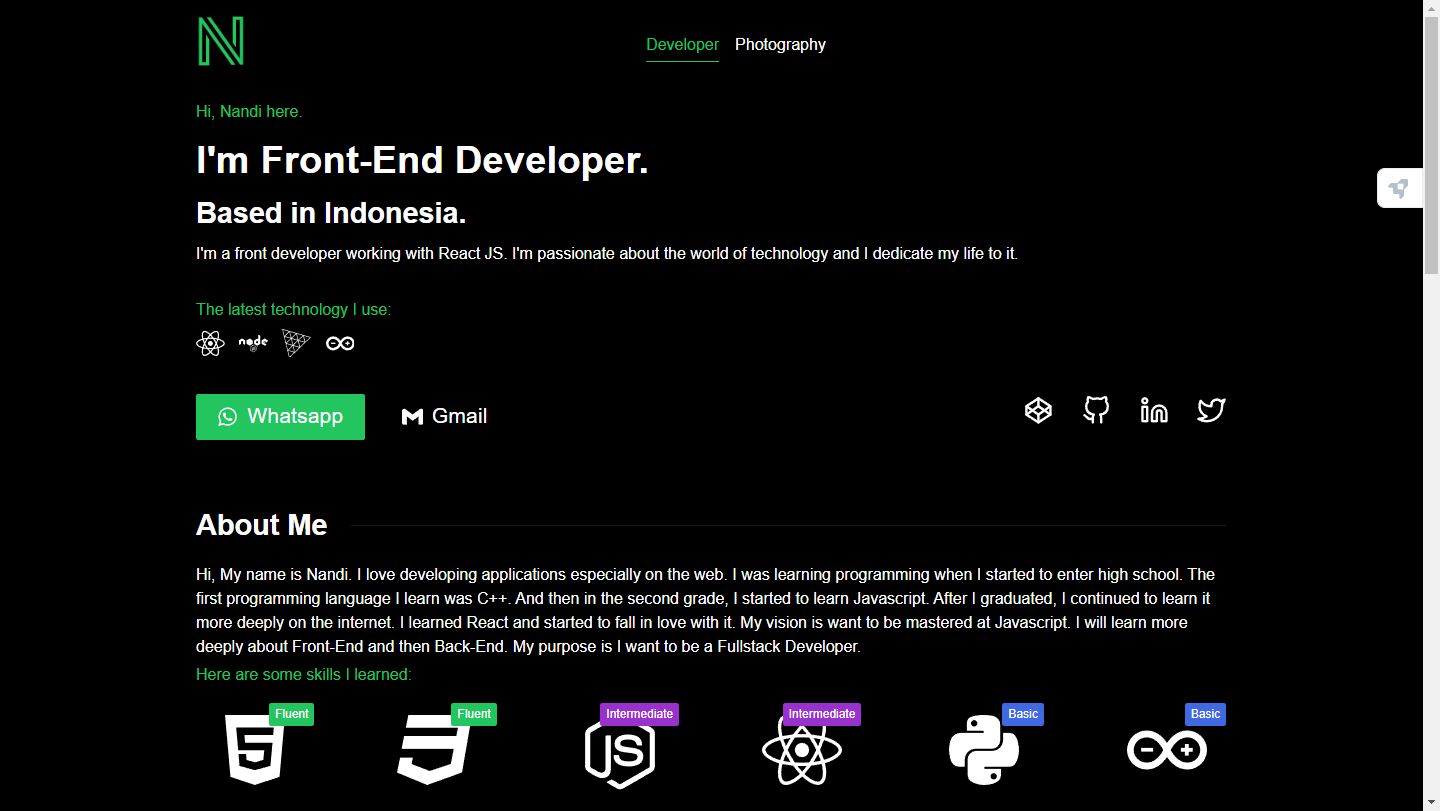 N
Developer Photography
Hi, Nandi here.
I'm Front-End Developer.
Based in Indonesia.
I'm a front developer working with React JS. I'm passionate about the world of technology and I dedicate my life to it.
The latest technology I use:
node
Whatsapp Gmail
About Me
Hi, My name is Nandi. I love developing applications especially on the web. I was learning programming when I started to enter high school. The
first programming language I learn was C++. And then in the second grade, I started to learn Javascript. After I graduated, I continued to learn it
more deeply on the internet. I learned React and started to fall in love with it. My vision is want to be mastered at Javascript. I will learn more
deeply about Front-End and then Back-End. My purpose is I want to be a Fullstack Developer.
Here are some skills I learned:
Fluent Fluent Intermediate Intermediate Basic Basic
5 JS